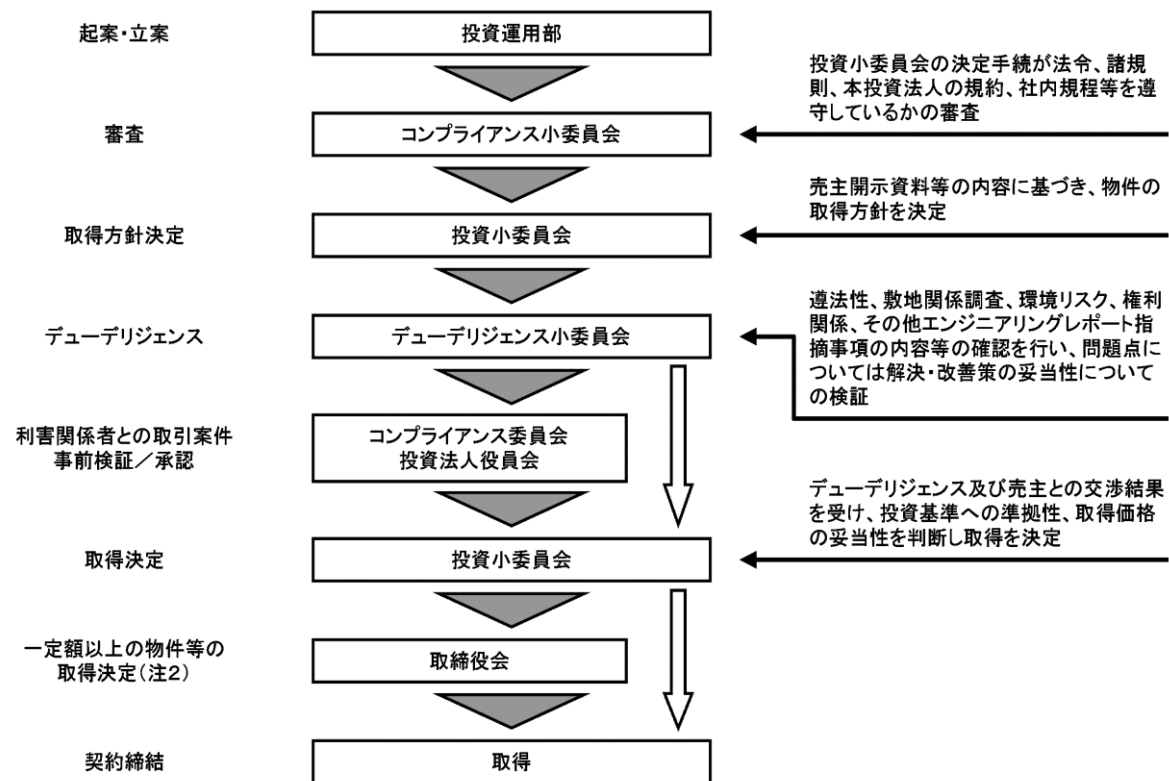 起案・立案
投資運用部
投資小委員会の決定手続が法令、諸規
則、本投資法人の規約、社内規程等を遵
守しているかの審査
審査
コンプライアンス小委員会
売主開示資料等の内容に基づき、物件の
取得方針を決定
取得方針決定
投資小委員会
遵法性、敷地関係調査、環境リスク、権利
関係、その他エンジニアリングレポート指
摘事項の内容等の確認を行い、問題点に
ついては解決・改善策の妥当性について
の検証
デューデリジェンス
デューデリジェンス小委員会
利害関係者との取引案件
事前検証／承認
コンプライアンス委員会
投資法人役員会
デューデリジェンス及び売主との交渉結果
を受け、投資基準への準拠性、取得価格
の妥当性を判断し取得を決定
取得決定
投資小委員会
一定額以上の物件等の
取得決定(注2)
取締役会
契約締結
取得